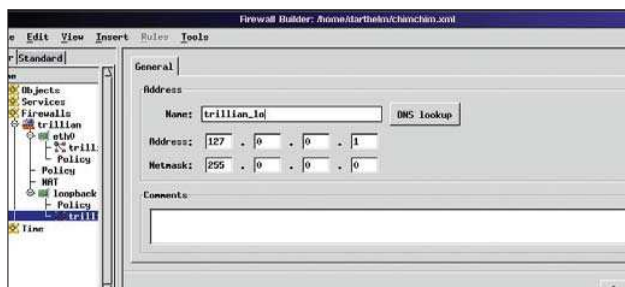 Firewall Builder: /home/darthelm/chimchim.xml
Edit View Insert Rules Tools
Standard
Objects
Services
Firewalls
trillian
eth0
trill
Policy
Policy
NAT
loopback
Policy
trill
Time
General
Address
Name: trillian_lo DNS lookup
Address: 127 . 0 . 0 . 1
Netmask: 255 . 0 . 0 . 0
Comments